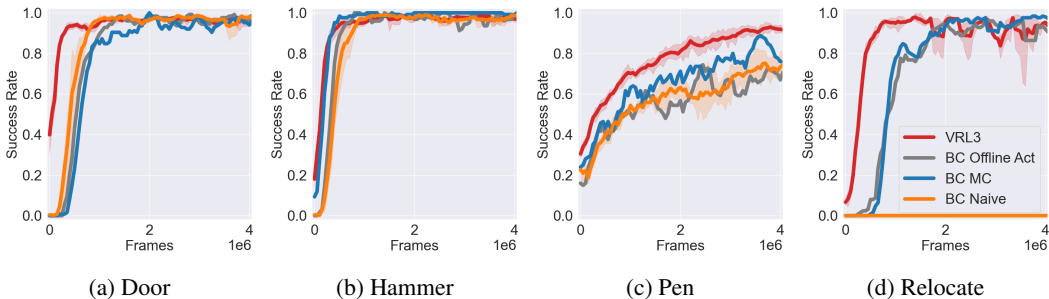 1.0
0.8
0.6
0.4
0.2
0.0
Success Rate
0
2
4
Frames
1e6
(a) Door
1.0
0.8
0.6
0.4
0.2
0.0
Success Rate
0
2
4
Frames
1e6
(b) Hammer
1.0
0.8
0.6
0.4
0.2
0.0
Success Rate
0
2
4
Frames
1e6
(c) Pen
1.0
0.8
0.6
0.4
0.2
0.0
Success Rate
VRL3
BC Offline Act
BC MC
BC Naive
0
2
4
Frames
1e6
(d) Relocate